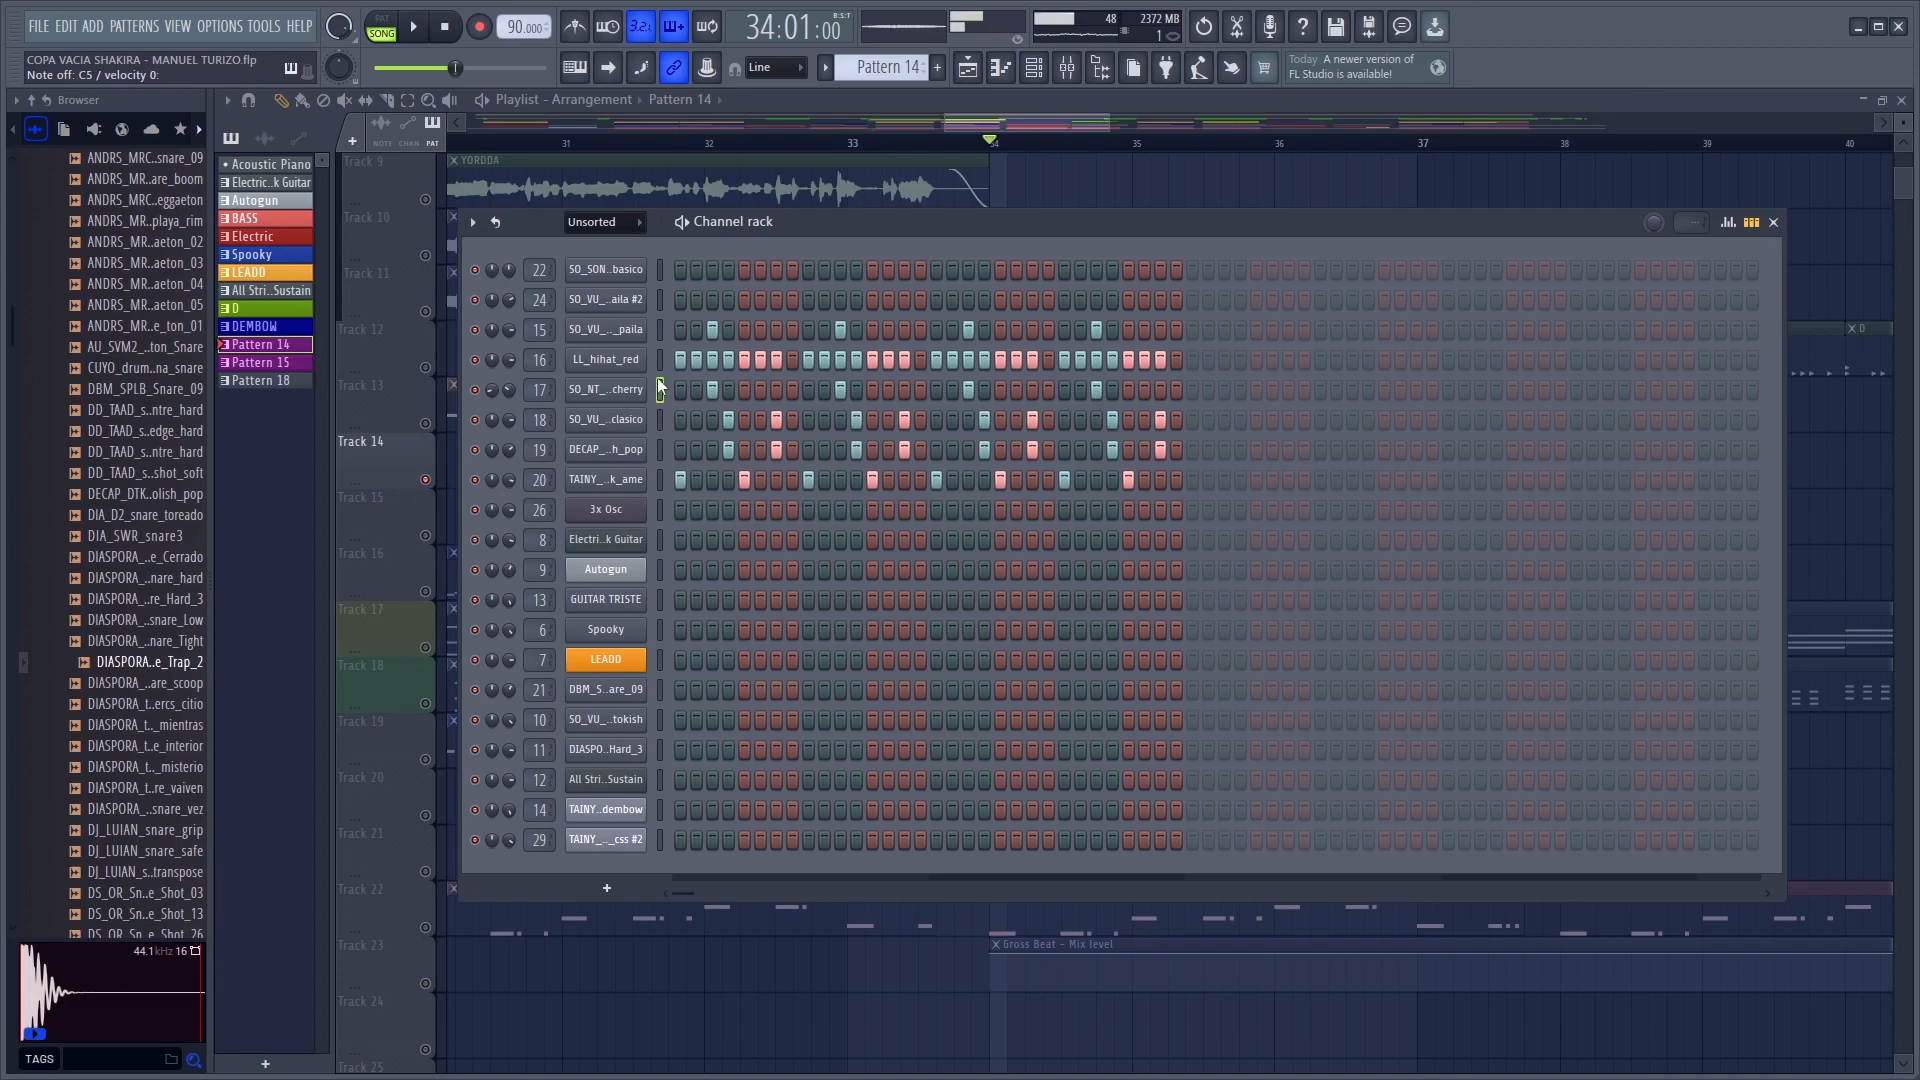 FILE EDIT ADD PATTERNS VIEW OPTIONS TOOLS HELP
PAT
SONG
90.000
3.2.
34:01:00
B:S:T
48
2372 MB
1
COPA VACIA SHAKIRA - MANUEL TURIZO.flp
Note off: C5 / velocity 0:
Line
Pattern 14
+
Today A newer version of
FL Studio is available!
Browser
Playlist - Arrangement › Pattern 14 ›
NOTE CHAN PAT
31 32 33 34 35 36 37 38 39 40
ANDRS_MRC..snare_09
ANDRS_MR..are_boom
ANDRS_MRC..eggaeton
ANDRS_MR..playa_rim
ANDRS_MR..aeton_02
ANDRS_MR..aeton_03
ANDRS_MR..aeton_04
ANDRS_MR..aeton_05
ANDRS_MR..e_ton_01
AU_SVM2_..ton_Snare
CUYO_drum..na_snare
DBM_SPLB_Snare_09
DD_TAAD_s..ntre_hard
DD_TAAD_s..edge_hard
DD_TAAD_s..ntre_hard
DD_TAAD_s..shot_soft
DECAP_DTK..olish_pop
DIA_D2_snare_toreado
DIA_SWR_snare3
DIASPORA_..e_Cerrado
DIASPORA_..nare_hard
DIASPORA_..re_Hard_3
DIASPORA_..snare_Low
DIASPORA_..nare_Tight
DIASPORA..e_Trap_2
DIASPORA_..are_scoop
DIASPORA_t..ercs_citio
DIASPORA_t.._mientras
DIASPORA_t..e_interior
DIASPORA_t.._misterio
DIASPORA_t..re_vaiven
DIASPORA_..snare_vez
DJ_LUIAN_snare_grip
DJ_LUIAN_snare_safe
DJ_LUIAN_s..transpose
DS_OR_Sn..e_Shot_03
DS_OR_Sn..e_Shot_13
DS_OR_Sn..e_Shot_26
44.1kHz 16
TAGS
Acoustic Piano
Electric..k Guitar
Autogun
BASS
Electric
Spooky
LEADD
All Stri..Sustain
D
DEMBOW
Pattern 14
Pattern 15
Pattern 18
+
Track 9
Track 10
Track 11
Track 12
Track 13
Track 14
Track 15
Track 16
Track 17
Track 18
Track 19
Track 20
Track 21
Track 22
Track 23
Track 24
Track 25
YORDDA
D
Unsorted
Channel rack
22 SO_SON..basico
24 SO_VU_..aila #2
15 SO_VU_.._paila
16 LL_hihat_red
17 SO_NT_..cherry
18 SO_VU_..clasico
19 DECAP_..h_pop
20 TAINY_..k_ame
26 3x Osc
8 Electri..k Guitar
9 Autogun
13 GUITAR TRISTE
6 Spooky
7 LEADD
21 DBM_S..are_09
10 SO_VU_..tokish
11 DIASPO..Hard_3
12 All Stri..Sustain
14 TAINY..dembow
29 TAINY_.._css #2
+
Gross Beat - Mix level